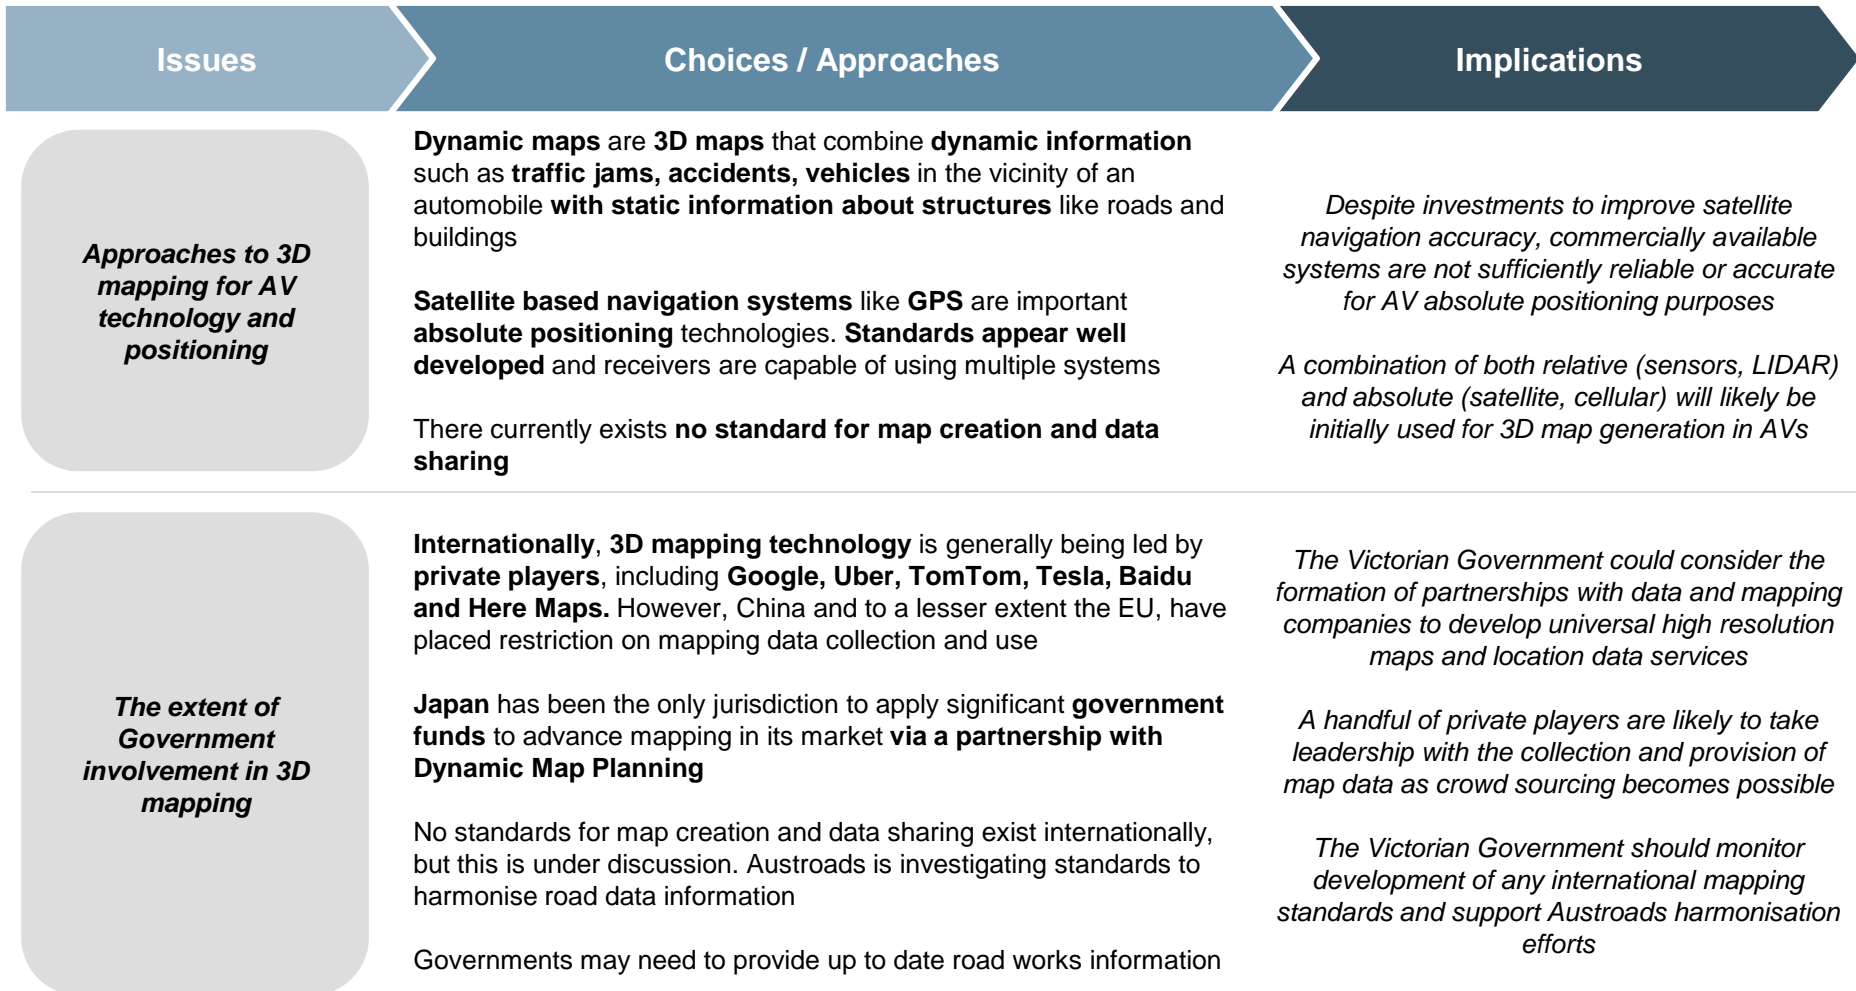 Issues
Choices / Approaches
Implications
Approaches to 3D
mapping for AV
technology and
positioning
Dynamic maps are 3D maps that combine dynamic information
such as traffic jams, accidents, vehicles in the vicinity of an
automobile with static information about structures like roads and
buildings
Satellite based navigation systems like GPS are important
absolute positioning technologies. Standards appear well
developed and receivers are capable of using multiple systems
There currently exists no standard for map creation and data
sharing
Despite investments to improve satellite
navigation accuracy, commercially available
systems are not sufficiently reliable or accurate
for AV absolute positioning purposes
A combination of both relative (sensors, LIDAR)
and absolute (satellite, cellular) will likely be
initially used for 3D map generation in AVs
The extent of
Government
involvement in 3D
mapping
Internationally, 3D mapping technology is generally being led by
private players, including Google, Uber, TomTom, Tesla, Baidu
and Here Maps. However, China and to a lesser extent the EU, have
placed restriction on mapping data collection and use
Japan has been the only jurisdiction to apply significant government
funds to advance mapping in its market via a partnership with
Dynamic Map Planning
No standards for map creation and data sharing exist internationally,
but this is under discussion. Austroads is investigating standards to
harmonise road data information
Governments may need to provide up to date road works information
The Victorian Government could consider the
formation of partnerships with data and mapping
companies to develop universal high resolution
maps and location data services
A handful of private players are likely to take
leadership with the collection and provision of
map data as crowd sourcing becomes possible
The Victorian Government should monitor
development of any international mapping
standards and support Austroads harmonisation
efforts